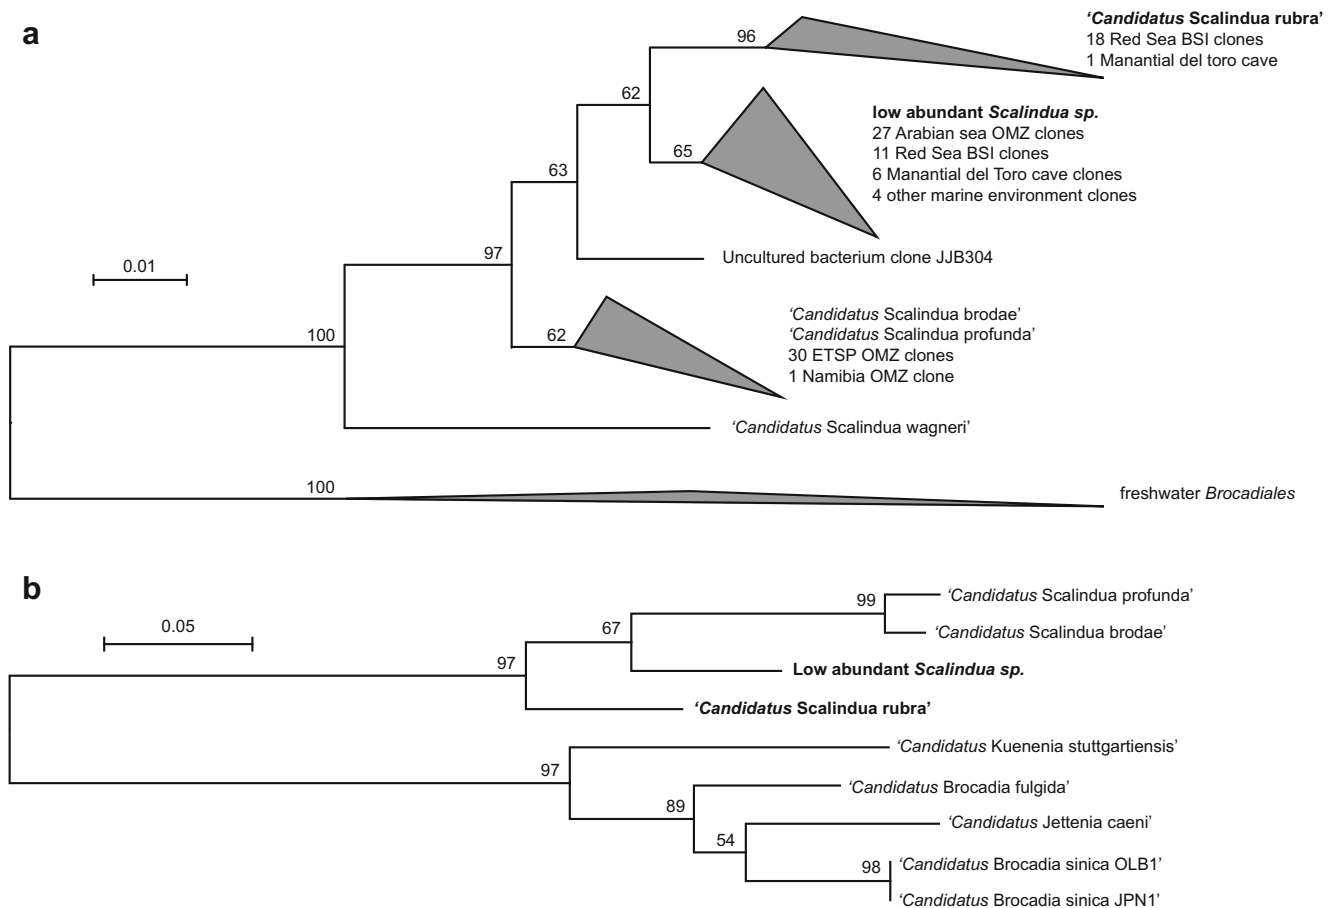 a
96
‘Candidatus Scalindua rubra’
18 Red Sea BSI clones
1 Manantial del toro cave
62
low abundant Scalindua sp.
27 Arabian sea OMZ clones
11 Red Sea BSI clones
6 Manantial del Toro cave clones
4 other marine environment clones
65
63
Uncultured bacterium clone JJB304
97
0.01
‘Candidatus Scalindua brodae’
‘Candidatus Scalindua profunda’
30 ETSP OMZ clones
1 Namibia OMZ clone
62
100
‘Candidatus Scalindua wagneri’
100
freshwater Brocadiales
b
0.05
99
‘Candidatus Scalindua profunda’
‘Candidatus Scalindua brodae’
67
Low abundant Scalindua sp.
97
‘Candidatus Scalindua rubra’
‘Candidatus Kuenenia stuttgartiensis’
97
‘Candidatus Brocadia fulgida’
89
‘Candidatus Jettenia caeni’
54
98
‘Candidatus Brocadia sinica OLB1’
‘Candidatus Brocadia sinica JPN1’